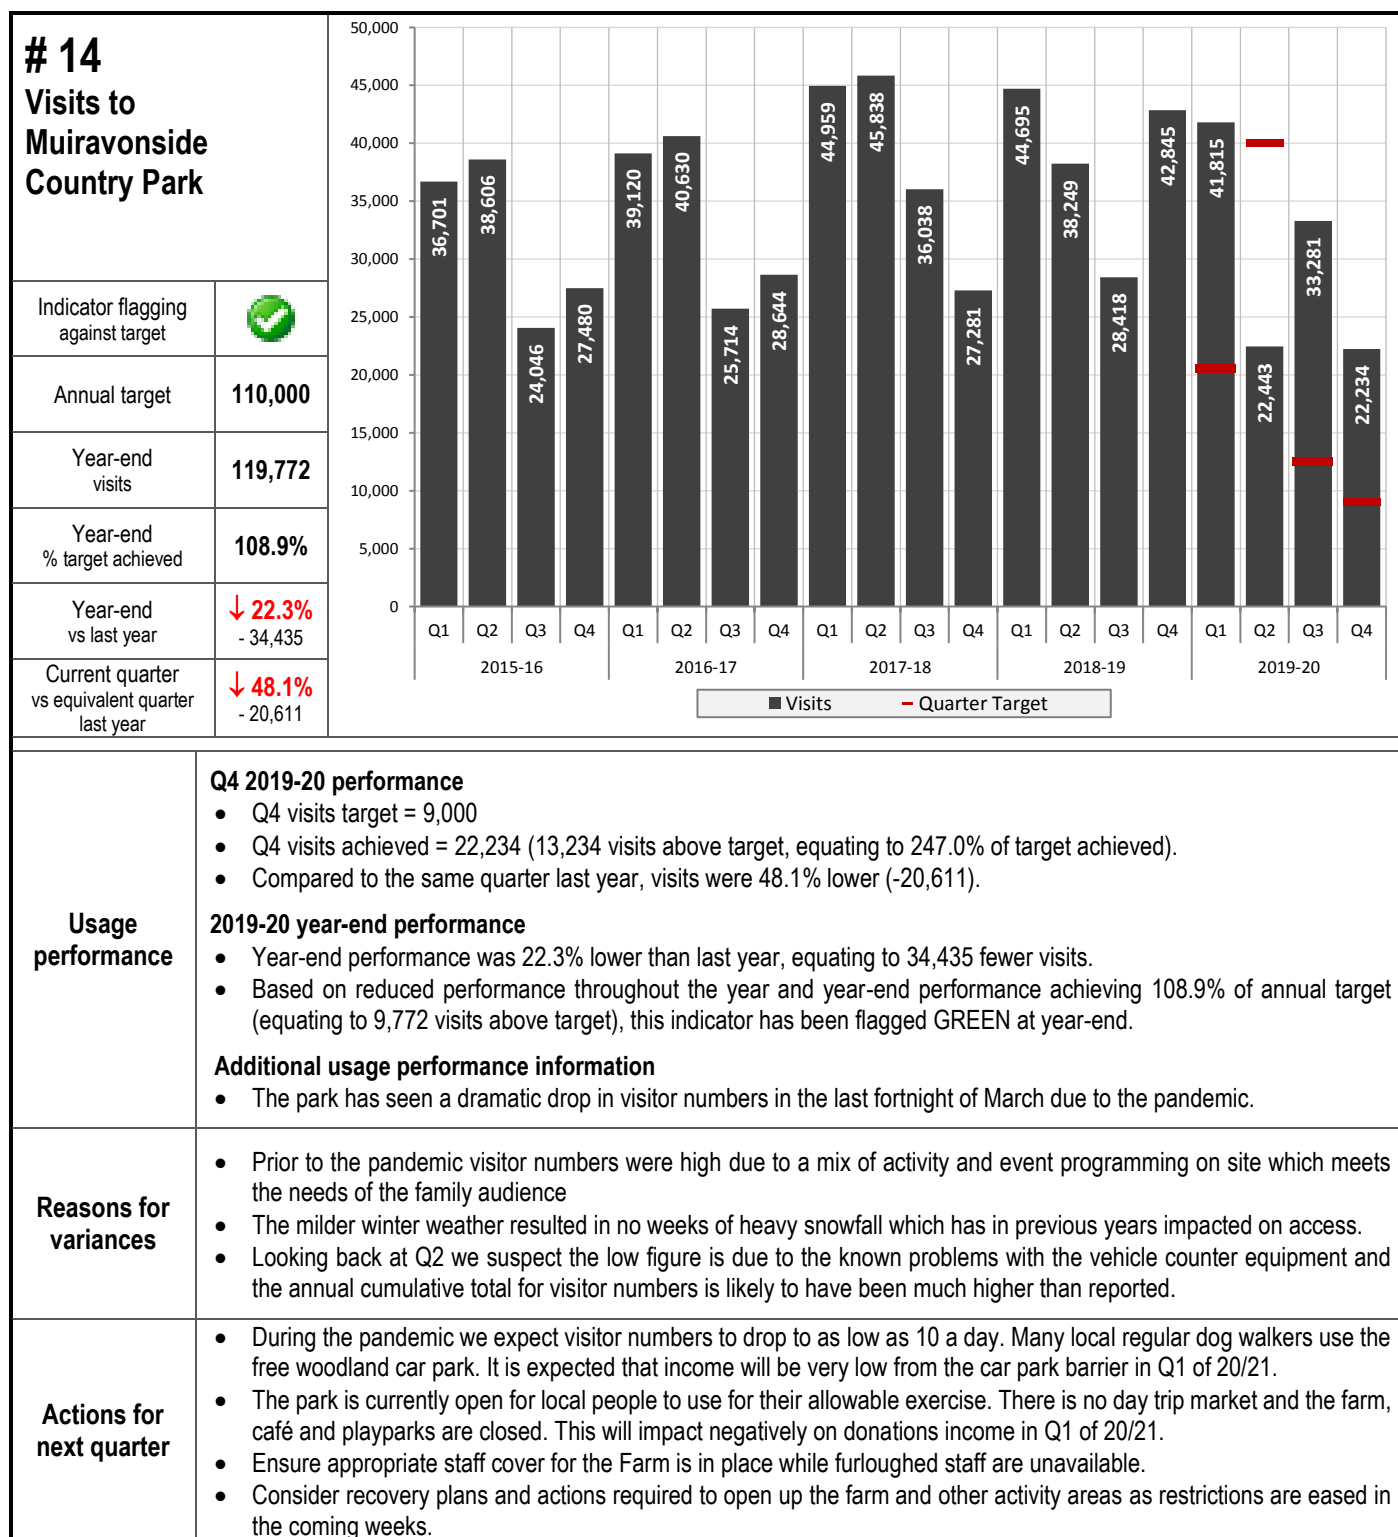 # 14
Visits to
Muiravonside
Country Park
Indicator flagging
against target
Annual target
110,000
Year-end
visits
119,772
Year-end
% target achieved
108.9%
Year-end
vs last year
↓ 22.3%
- 34,435
Current quarter
vs equivalent quarter
last year
↓ 48.1%
- 20,611
50,000
45,000
40,000
35,000
30,000
25,000
20,000
15,000
10,000
5,000
0
36,701
38,606
24,046
27,480
39,120
40,630
25,714
28,644
44,959
45,838
36,038
27,281
44,695
38,249
28,418
42,845
41,815
22,443
33,281
22,234
Q1 Q2 Q3 Q4 Q1 Q2 Q3 Q4 Q1 Q2 Q3 Q4 Q1 Q2 Q3 Q4 Q1 Q2 Q3 Q4
2015-16 2016-17 2017-18 2018-19 2019-20
Visits Quarter Target
Usage
performance
Q4 2019-20 performance
• Q4 visits target = 9,000
• Q4 visits achieved = 22,234 (13,234 visits above target, equating to 247.0% of target achieved).
• Compared to the same quarter last year, visits were 48.1% lower (-20,611).
2019-20 year-end performance
• Year-end performance was 22.3% lower than last year, equating to 34,435 fewer visits.
• Based on reduced performance throughout the year and year-end performance achieving 108.9% of annual target
(equating to 9,772 visits above target), this indicator has been flagged GREEN at year-end.
Additional usage performance information
• The park has seen a dramatic drop in visitor numbers in the last fortnight of March due to the pandemic.
Reasons for
variances
• Prior to the pandemic visitor numbers were high due to a mix of activity and event programming on site which meets
the needs of the family audience
• The milder winter weather resulted in no weeks of heavy snowfall which has in previous years impacted on access.
• Looking back at Q2 we suspect the low figure is due to the known problems with the vehicle counter equipment and
the annual cumulative total for visitor numbers is likely to have been much higher than reported.
Actions for
next quarter
• During the pandemic we expect visitor numbers to drop to as low as 10 a day. Many local regular dog walkers use the
free woodland car park. It is expected that income will be very low from the car park barrier in Q1 of 20/21.
• The park is currently open for local people to use for their allowable exercise. There is no day trip market and the farm,
café and playparks are closed. This will impact negatively on donations income in Q1 of 20/21.
• Ensure appropriate staff cover for the Farm is in place while furloughed staff are unavailable.
• Consider recovery plans and actions required to open up the farm and other activity areas as restrictions are eased in
the coming weeks.